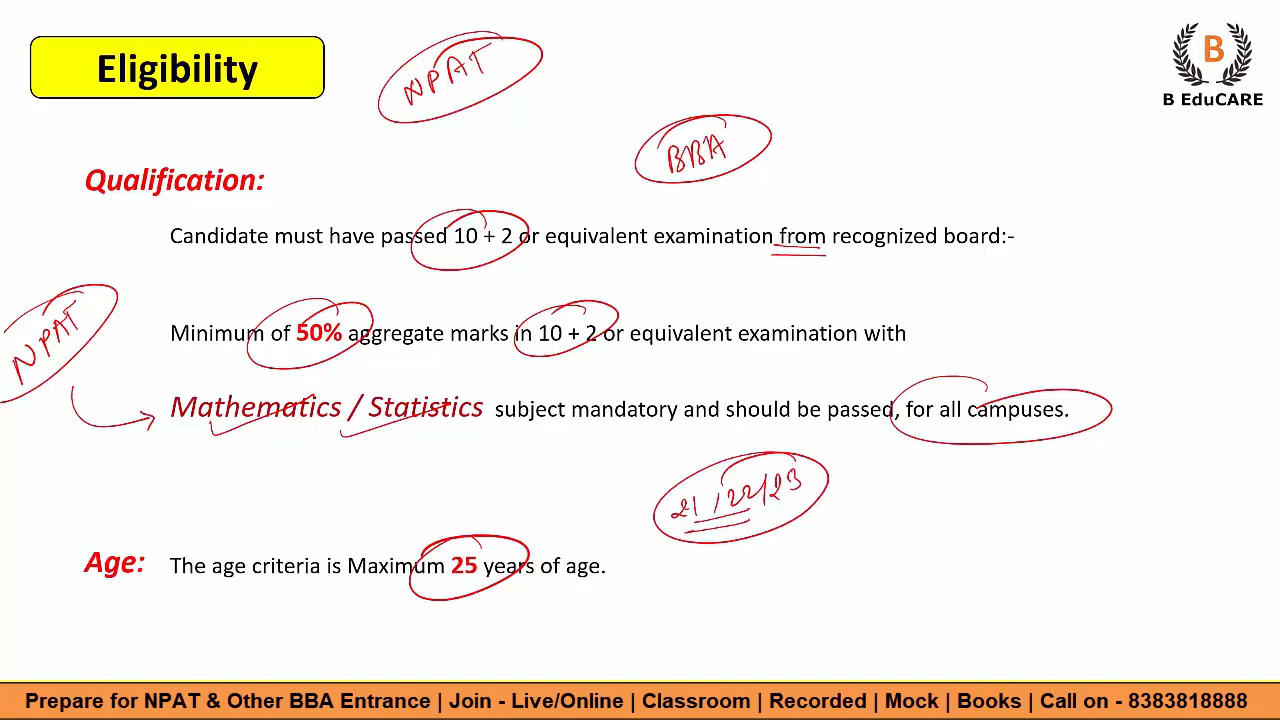 Eligibility
NPAT
B
B EduCARE
BBA
Qualification:
Candidate must have passed 10 + 2 or equivalent examination from recognized board:-
NPAT
Minimum of 50% aggregate marks in 10 + 2 or equivalent examination with
Mathematics / Statistics subject mandatory and should be passed, for all campuses.
21 / 22/23
Age: The age criteria is Maximum 25 years of age.
Prepare for NPAT & Other BBA Entrance | Join - Live/Online | Classroom | Recorded | Mock | Books | Call on - 8383818888